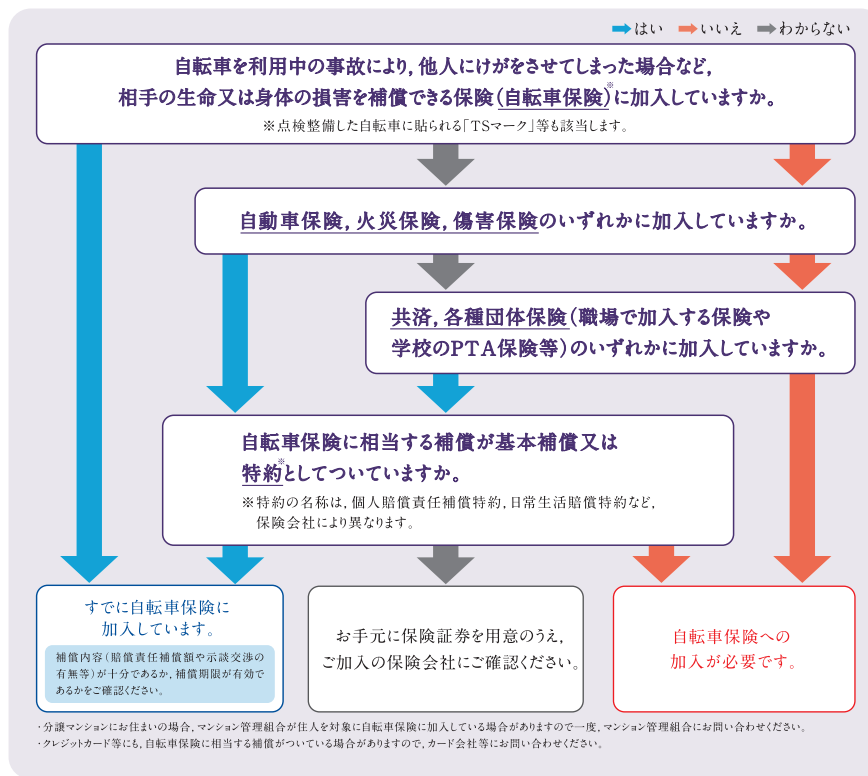 はい いいえ わからない
自転車を利用中の事故により,他人にけがをさせてしまった場合など,
相手の生命又は身体の損害を補償できる保険(自転車保険)※に加入していますか。
※点検整備した自転車に貼られる「TSマーク」等も該当します。
自動車保険,火災保険,傷害保険のいずれかに加入していますか。
共済,各種団体保険(職場で加入する保険や
学校のPTA保険等)のいずれかに加入していますか。
自転車保険に相当する補償が基本補償又は
特約※としてついていますか。
※特約の名称は,個人賠償責任補償特約,日常生活賠償特約など,
保険会社により異なります。
すでに自転車保険に
加入しています。
補償内容(賠償責任補償額や示談交渉の
有無等)が十分であるか,補償期限が有効で
あるかをご確認ください。
お手元に保険証券を用意のうえ,
ご加入の保険会社にご確認ください。
自転車保険への
加入が必要です。
・分譲マンションにお住まいの場合,マンション管理組合が住人を対象に自転車保険に加入している場合がありますので一度,マンション管理組合にお問い合わせください。
・クレジットカード等にも,自転車保険に相当する補償がついている場合がありますので,カード会社等にお問い合わせください。